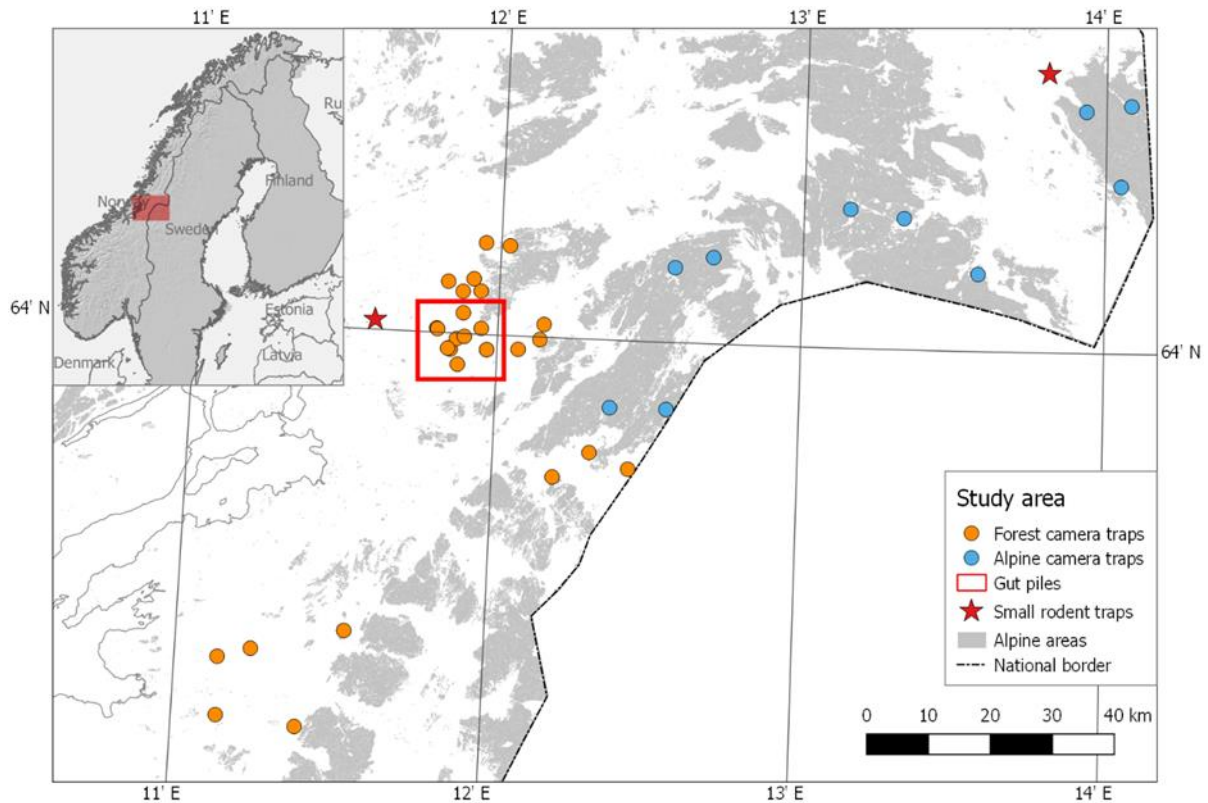 11' E
12' E
13' E
14' E
Ru
Finland
Norway
Sweden
Estonia
Latvia
Denmark
64' N
64' N
Study area
Forest camera traps
Alpine camera traps
Gut piles
Small rodent traps
Alpine areas
National border
0 10 20 30 40 km
11' E
12' E
13' E
14' E